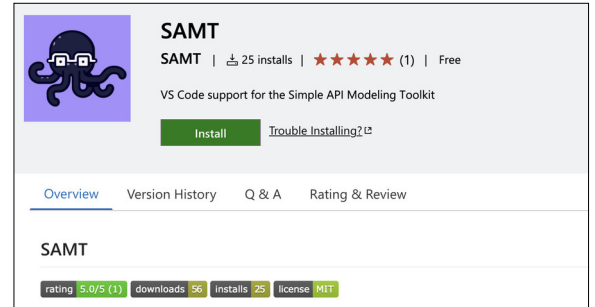 SAMT
SAMT | 25 installs | ★★★★★ (1) | Free
VS Code support for the Simple API Modeling Toolkit
Install Trouble Installing?
Overview Version History Q & A Rating & Review
SAMT
rating 5.0/5 (1) downloads 56 installs 25 license MIT